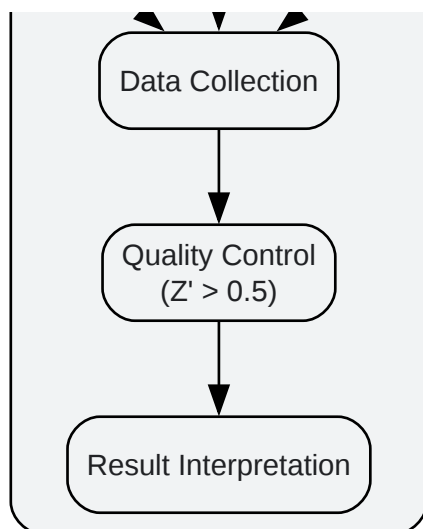 Data Collection
Quality Control
(Z' > 0.5)
Result Interpretation